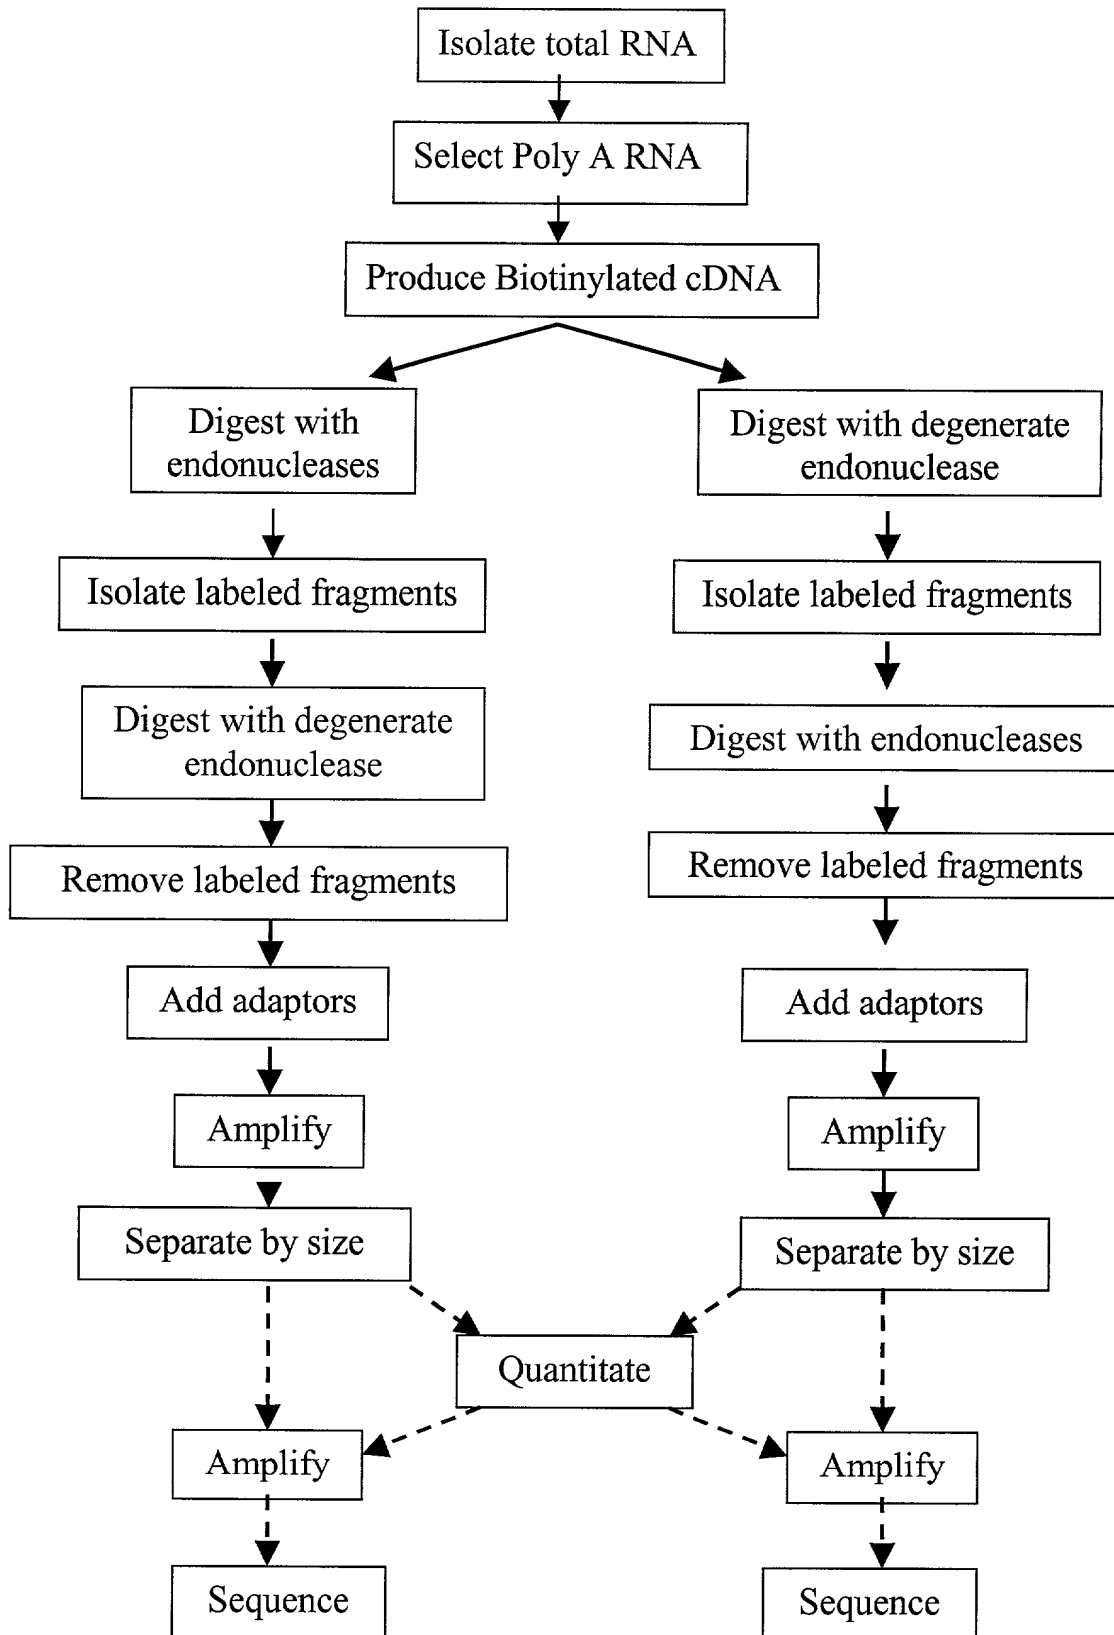 Isolate total RNA
Select Poly A RNA
Produce Biotinylated cDNA
Digest with
endonucleases
Isolate labeled fragments
Digest with degenerate
endonuclease
Remove labeled fragments
Add adaptors
Amplify
Separate by size
Digest with degenerate
endonuclease
Isolate labeled fragments
Digest with endonucleases
Remove labeled fragments
Add adaptors
Amplify
Separate by size
Quantitate
Amplify
Sequence
Amplify
Sequence